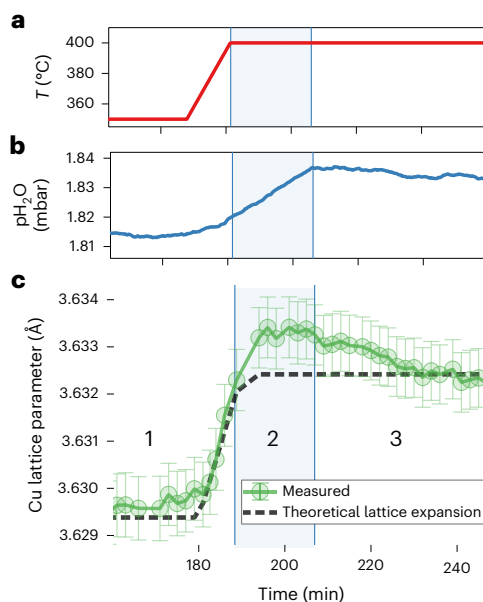 a
T (°C)
400
360
b
pH2O
(mbar)
1.84
1.83
1.82
1.81
c
Cu lattice parameter (Å)
3.634
3.633
3.632
3.631
3.630
3.629
1
2
3
Measured
Theoretical lattice expansion
180
200
220
240
Time (min)